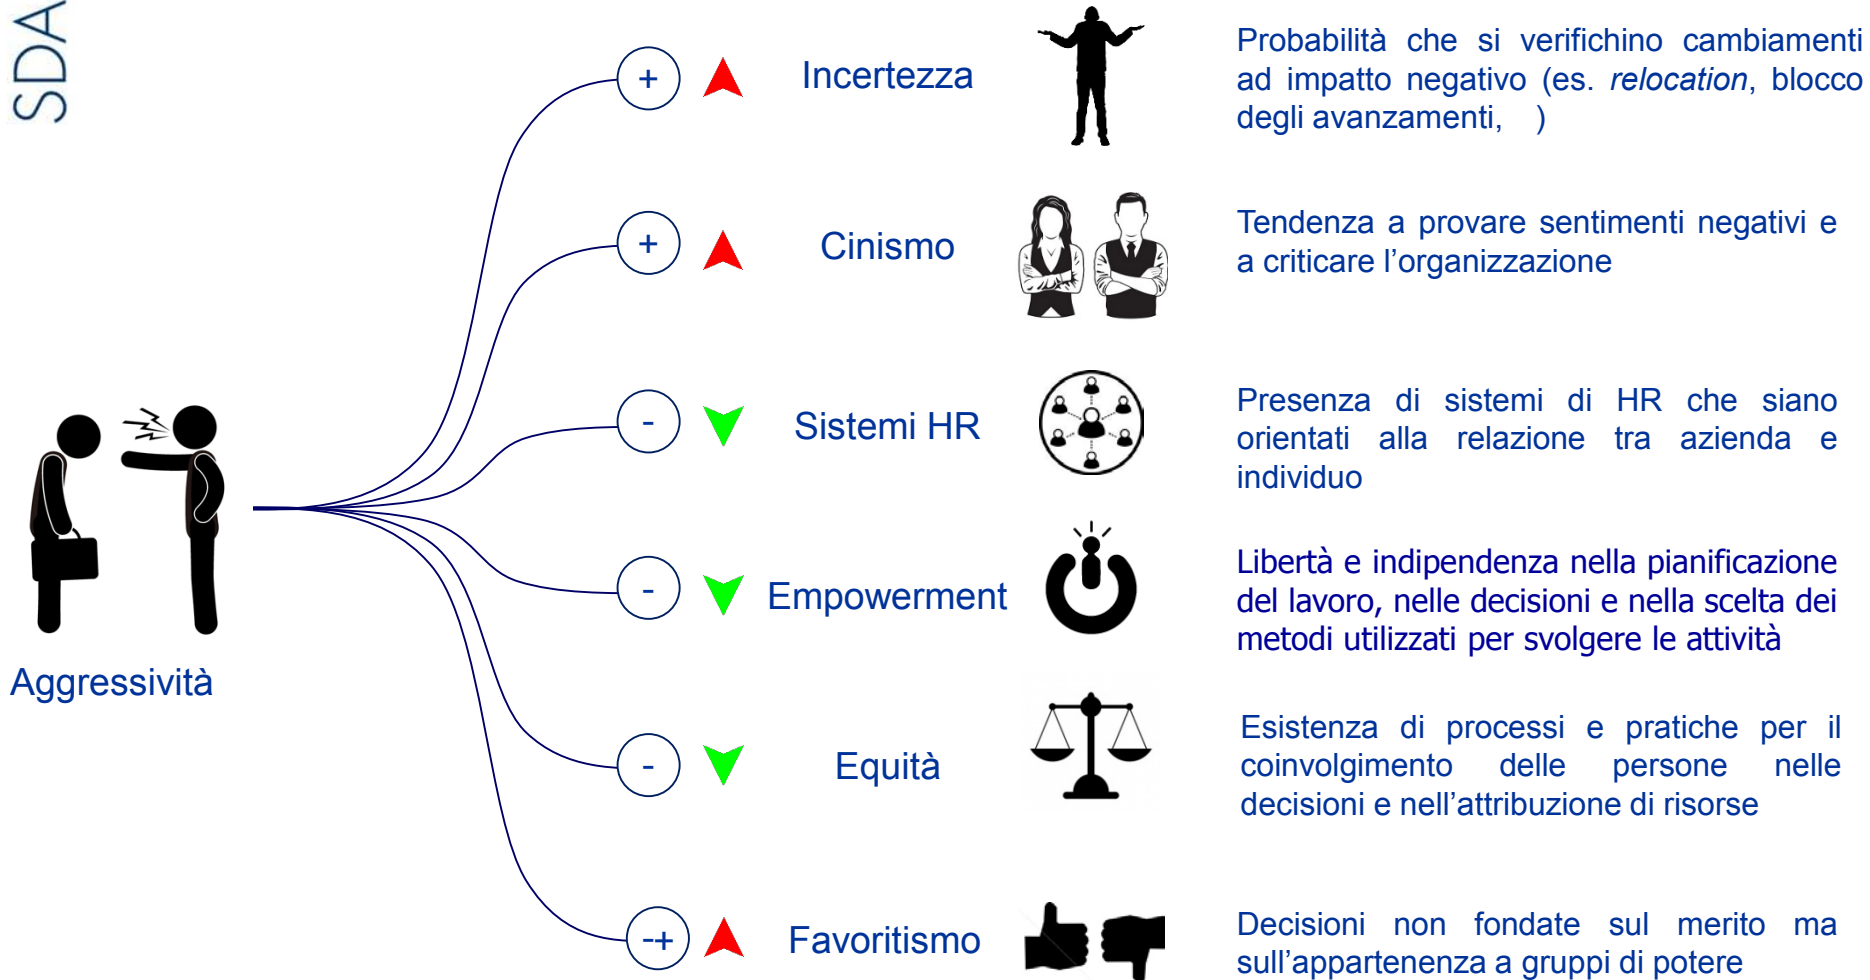 SDA
+
Incertezza
Probabilità che si verifichino cambiamenti
ad impatto negativo (es. relocation, blocco
degli avanzamenti, )
+
Cinismo
Tendenza a provare sentimenti negativi e
a criticare l’organizzazione
-
Sistemi HR
Presenza di sistemi di HR che siano
orientati alla relazione tra azienda e
individuo
-
Empowerment
Libertà e indipendenza nella pianificazione
del lavoro, nelle decisioni e nella scelta dei
metodi utilizzati per svolgere le attività
Aggressività
-
Equità
Esistenza di processi e pratiche per il
coinvolgimento delle persone nelle
decisioni e nell’attribuzione di risorse
-+
Favoritismo
Decisioni non fondate sul merito ma
sull’appartenenza a gruppi di potere